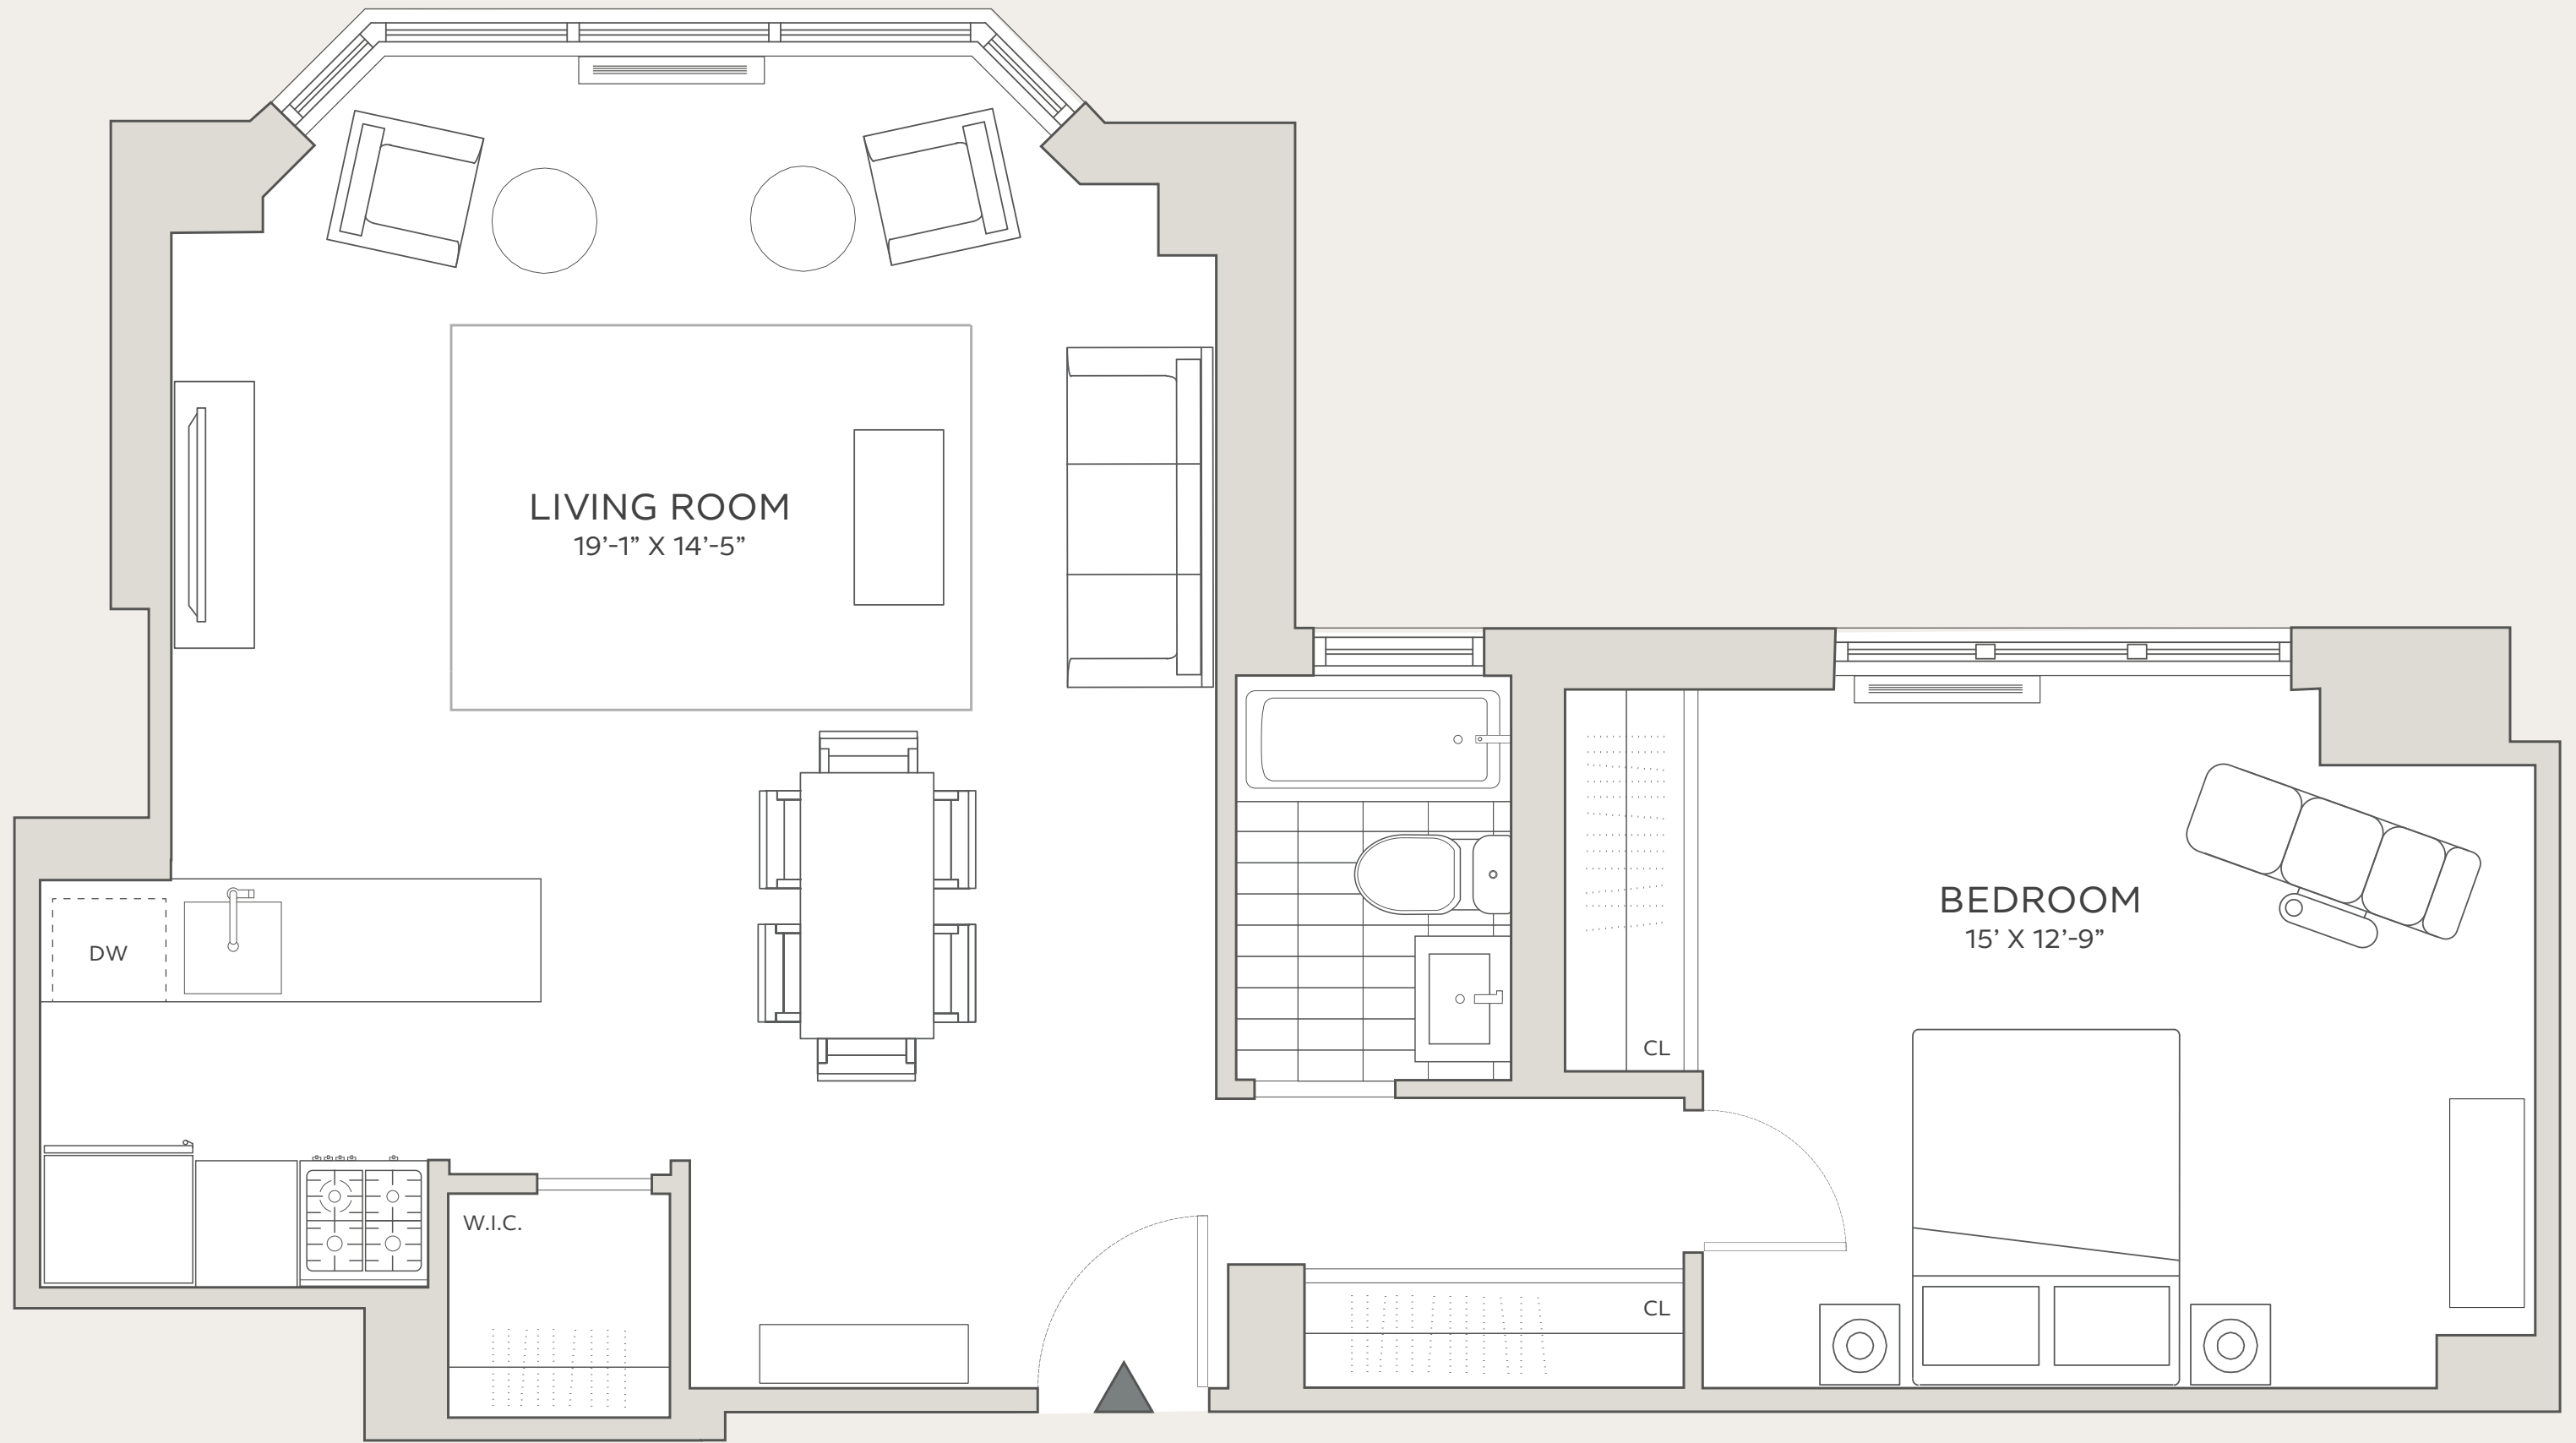 LIVING ROOM
19’-1” X 14’-5”
BEDROOM
15’ X 12’-9”
DW
CL
W.I.C.
CL